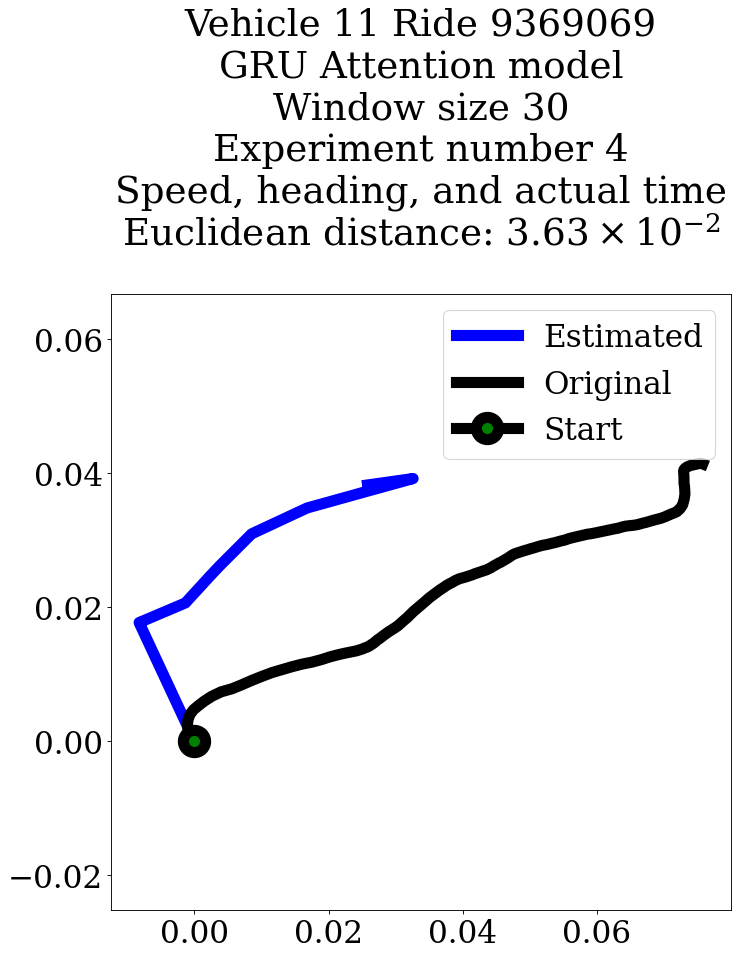 Vehicle 11 Ride 9369069
GRU Attention model
Window size 30
Experiment number 4
Speed, heading, and actual time
Euclidean distance: 3.63 × 10⁻²
Estimated
Original
Start
0.06
0.04
0.02
0.00
−0.02
0.00 0.02 0.04 0.06